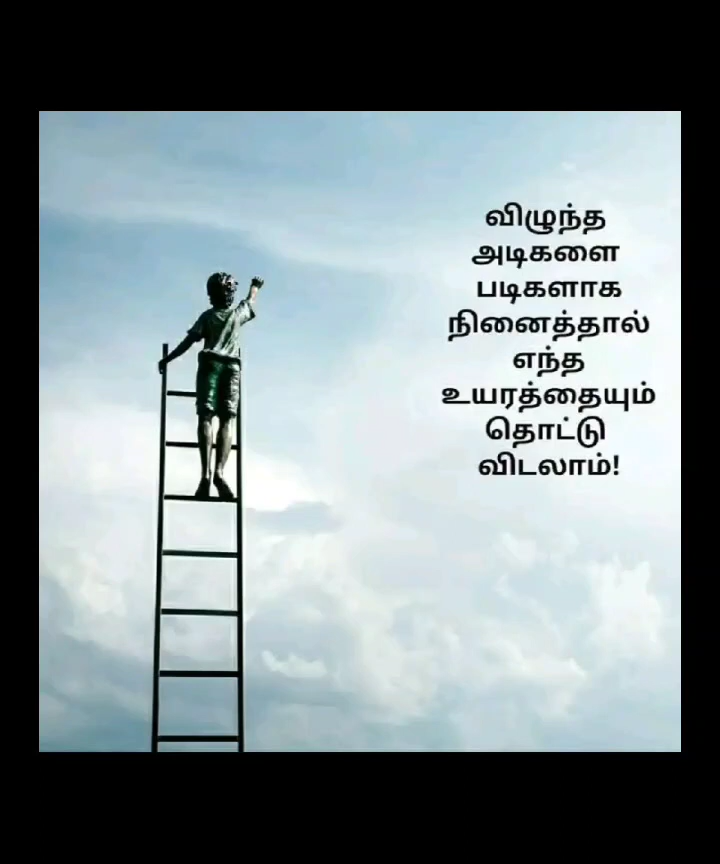 விழுந்த
அடிகளை
படிகளாக
நினைத்தால்
எந்த
உயரத்தையும்
தொட்டு
விடலாம்!